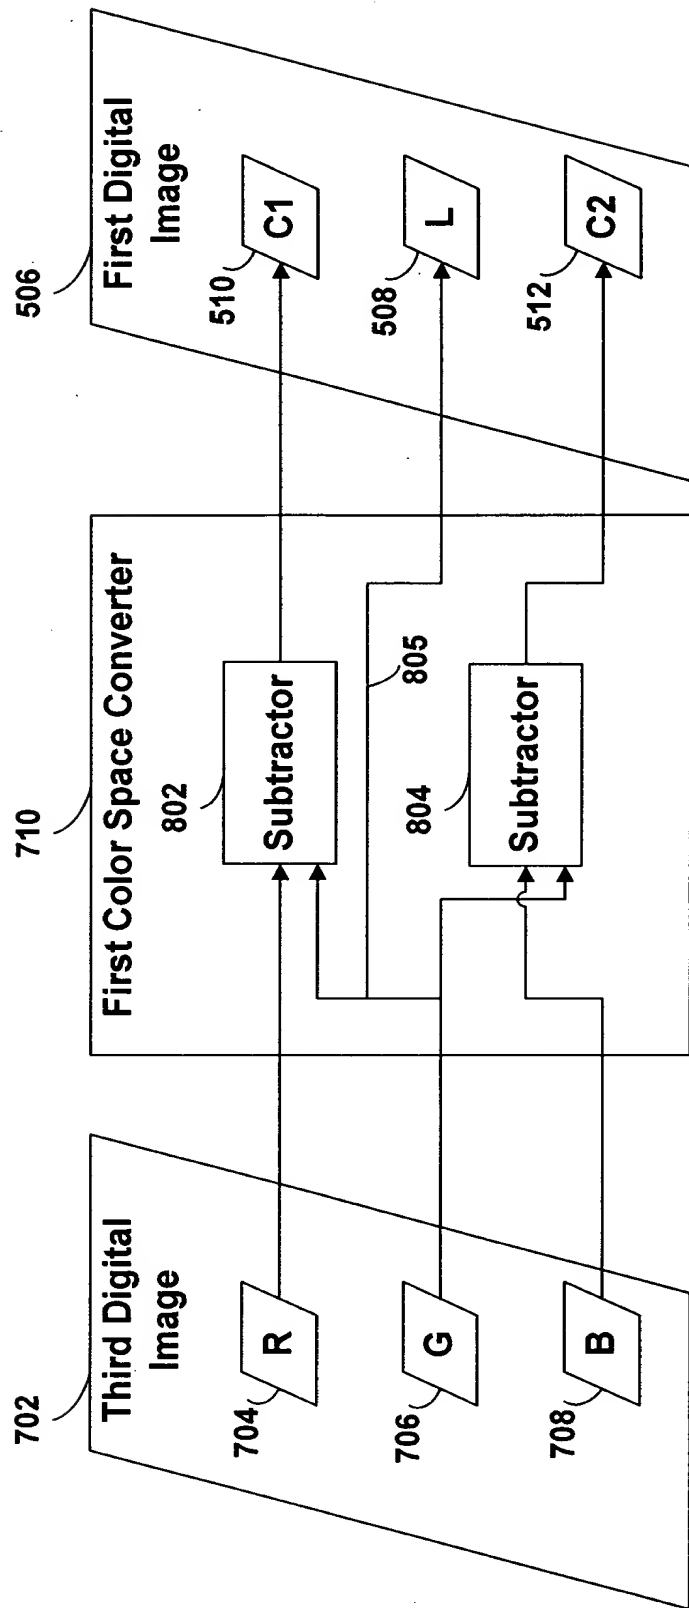 702
Third Digital
Image
704
R
706
G
708
B
710
First Color Space Converter
802
Subtractor
805
804
Subtractor
506
First Digital
Image
510
C1
508
L
512
C2